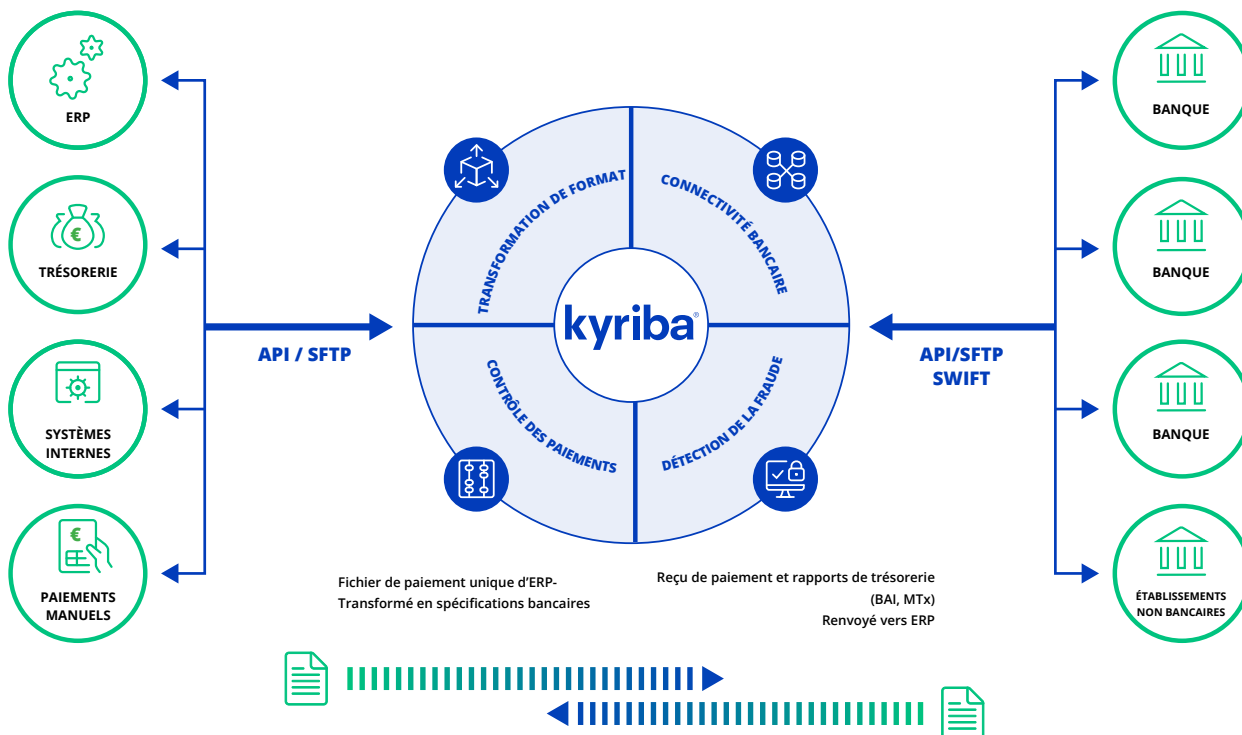 ERP
TRÉSORERIE
SYSTÈMES
INTERNES
PAIEMENTS
MANUELS
API / SFTP
TRANSFORMATION DE FORMAT
CONNECTIVITÉ BANCAIRE
kyriba®
CONTRÔLE DES PAIEMENTS
DÉTECTION DE LA FRAUDE
API/SFTP
SWIFT
BANQUE
BANQUE
BANQUE
ÉTABLISSEMENTS
NON BANCAIRES
Fichier de paiement unique d’ERP-
Transformé en spécifications bancaires
Reçu de paiement et rapports de trésorerie
(BAI, MTx)
Renvoyé vers ERP